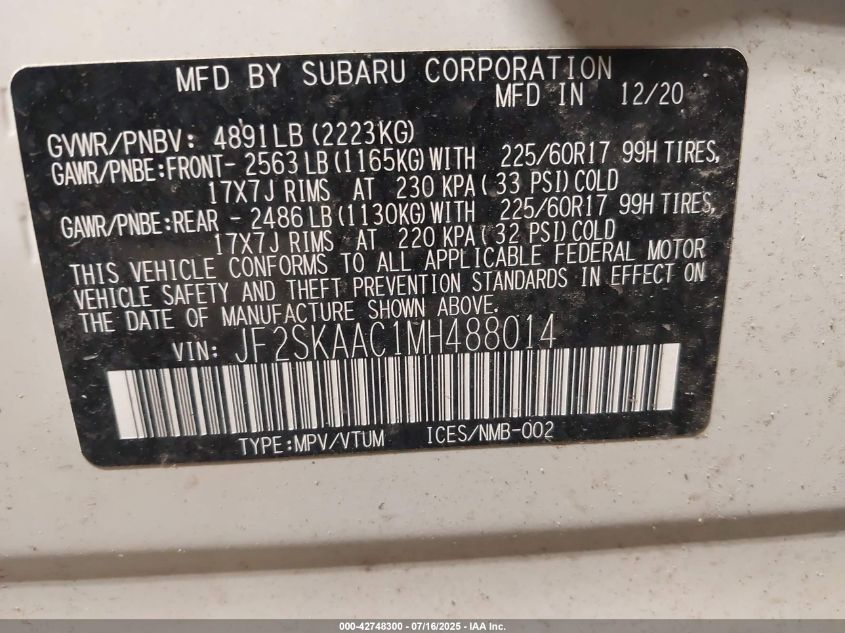 MFD BY SUBARU CORPORATION
MFD IN 12/20
GVWR/PNBV: 4891LB (2223KG)
GAWR/PNBE:FRONT- 2563 LB (1165KG) WITH 225/60R17 99H TIRES,
17X7J RIMS AT 230 KPA( 33 PSI) COLD
GAWR/PNBE:REAR - 2486 LB (1130KG) WITH 225/60R17 99H TIRES,
17X7J RIMS AT 220 KPA( 32 PSI) COLD
THIS VEHICLE CONFORMS TO ALL APPLICABLE FEDERAL MOTOR
VEHICLE SAFETY AND THEFT PREVENTION STANDARDS IN EFFECT ON
THE DATE OF MANUFACTURE SHOWN ABOVE.
VIN: JF2SKAAC1MH488014
TYPE:MPV/VTUM ICES/NMB-002
000-42748300 - 07/16/2025 - IAA Inc.